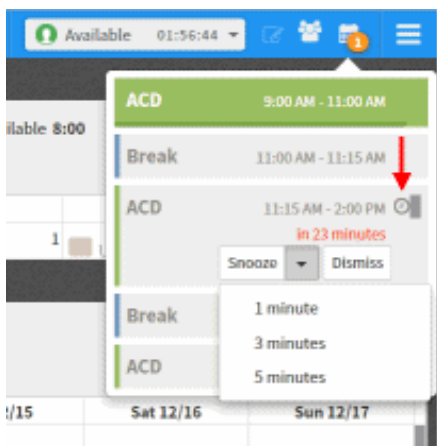 Available 01:56:44
1
ACD 9:00 AM - 11:00 AM
ilable 8:00
Break 11:00 AM - 11:15 AM
ACD 11:15 AM - 2:00 PM
1
in 23 minutes
Snooze Dismiss
Break
1 minute
3 minutes
ACD
5 minutes
/15 Sat 12/16 Sun 12/17